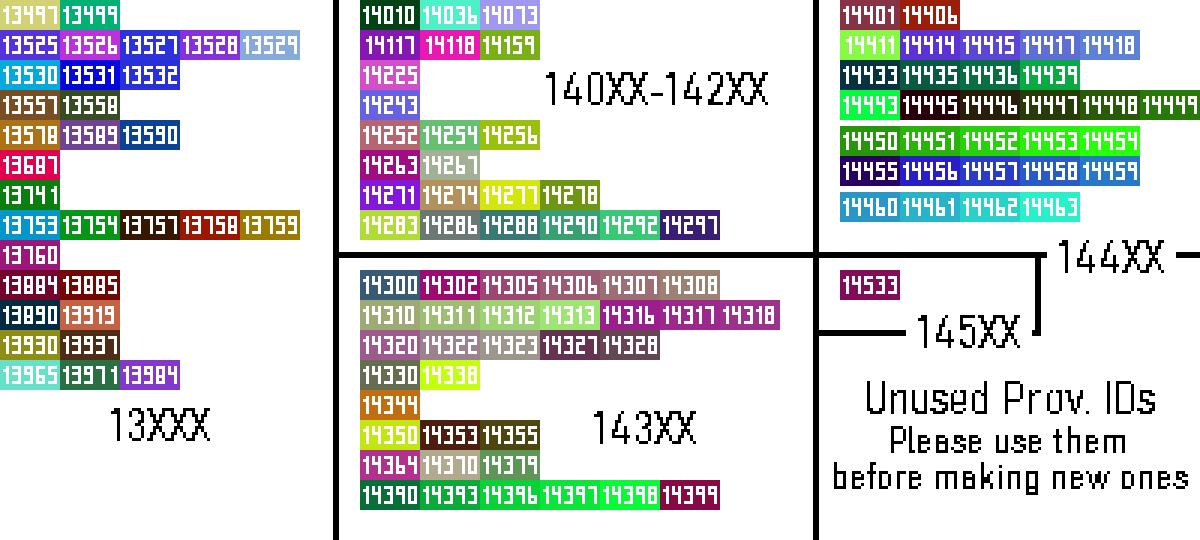 13497 13499
13525 13526 13527 13528 13529
13530 13531 13532
13557 13558
13578 13589 13590
13687
13741
13753 13754 13757 13758 13759
13760
13884 13885
13890 13919
13930 13937
13965 13971 13984
13XXX
14010 14036 14073
14117 14118 14159
14225
14243
14252 14254 14256
14263 14267
14271 14274 14277 14278
14283 14286 14288 14290 14292 14297
140XX-142XX
14300 14302 14305 14306 14307 14308
14310 14311 14312 14313 14316 14317 14318
14320 14322 14323 14327 14328
14330 14338
14344
14350 14353 14355
14364 14370 14379
14390 14393 14396 14397 14398 14399
143XX
14401 14406
14411 14414 14415 14417 14418
14433 14435 14436 14439
14443 14445 14446 14447 14448 14449
14450 14451 14452 14453 14454
14455 14456 14457 14458 14459
14460 14461 14462 14463
144XX
14533
145XX
Unused Prov. IDs
Please use them
before making new ones